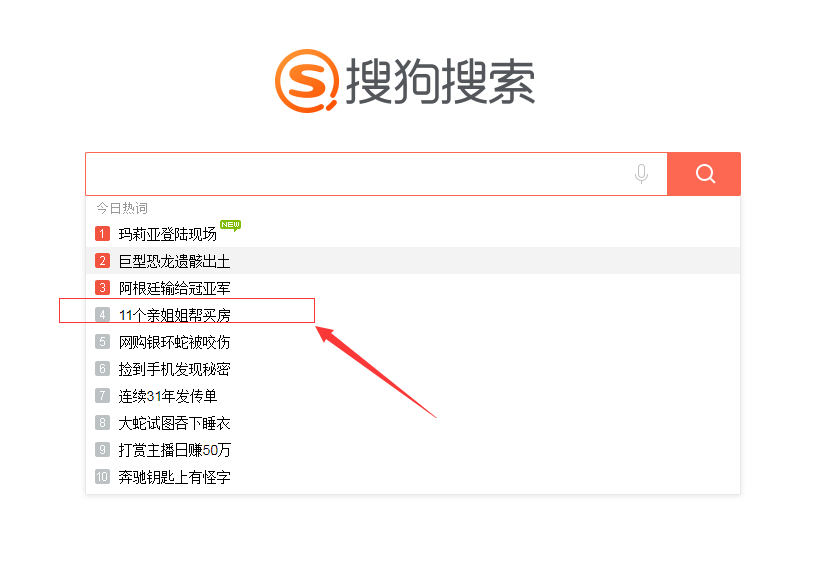 搜狗搜索
今日热词
1 玛莉亚登陆现场 NEW
2 巨型恐龙遗骸出土
3 阿根廷输给冠亚军
4 11个亲姐姐帮买房
5 网购银环蛇被咬伤
6 捡到手机发现秘密
7 连续31年发传单
8 大蛇试图吞下睡衣
9 打赏主播日赚50万
10 奔驰钥匙上有怪字